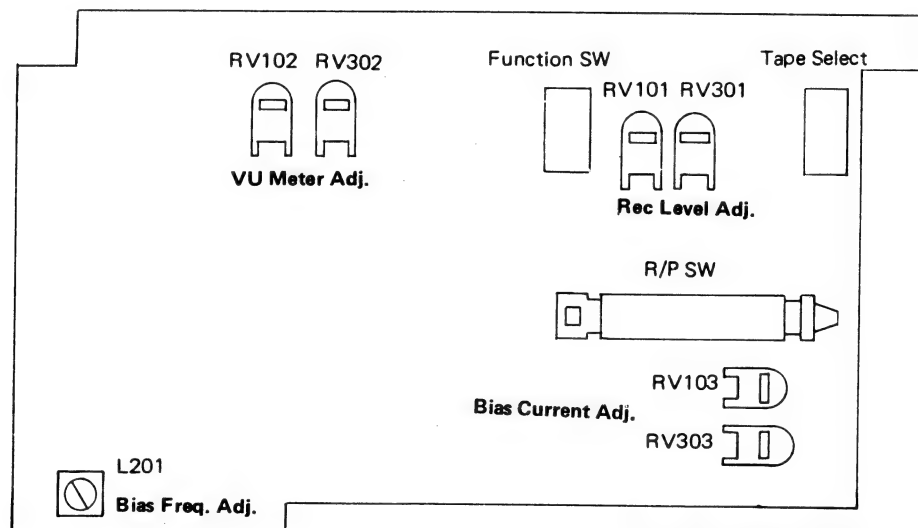 RV102 RV302
Function SW
Tape Select
RV101 RV301
VU Meter Adj.
Rec Level Adj.
R/P SW
RV103
Bias Current Adj.
RV303
L201
Bias Freq. Adj.